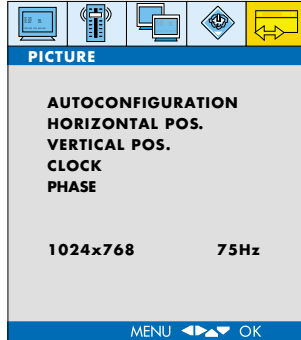 PICTURE
AUTOCONFIGURATION
HORIZONTAL POS.
VERTICAL POS.
CLOCK
PHASE
1024x768 75Hz
MENU OK